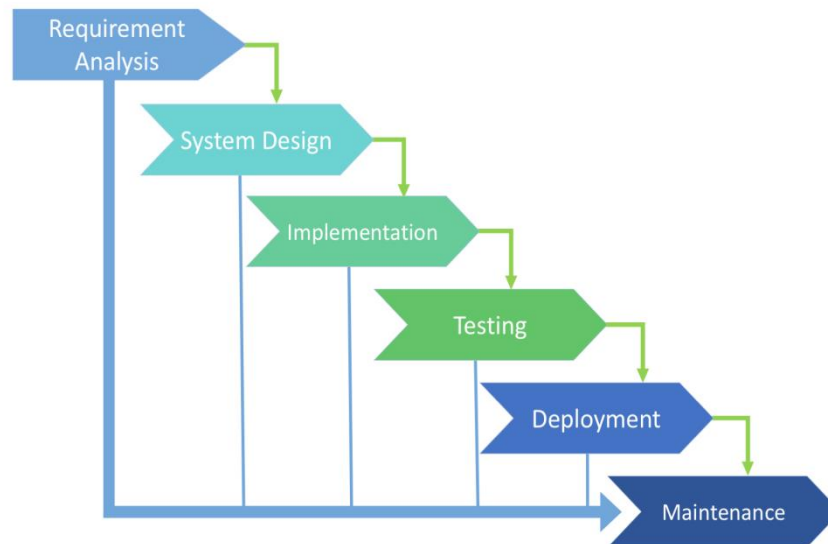 Requirement
Analysis
System Design
Implementation
Testing
Deployment
Maintenance